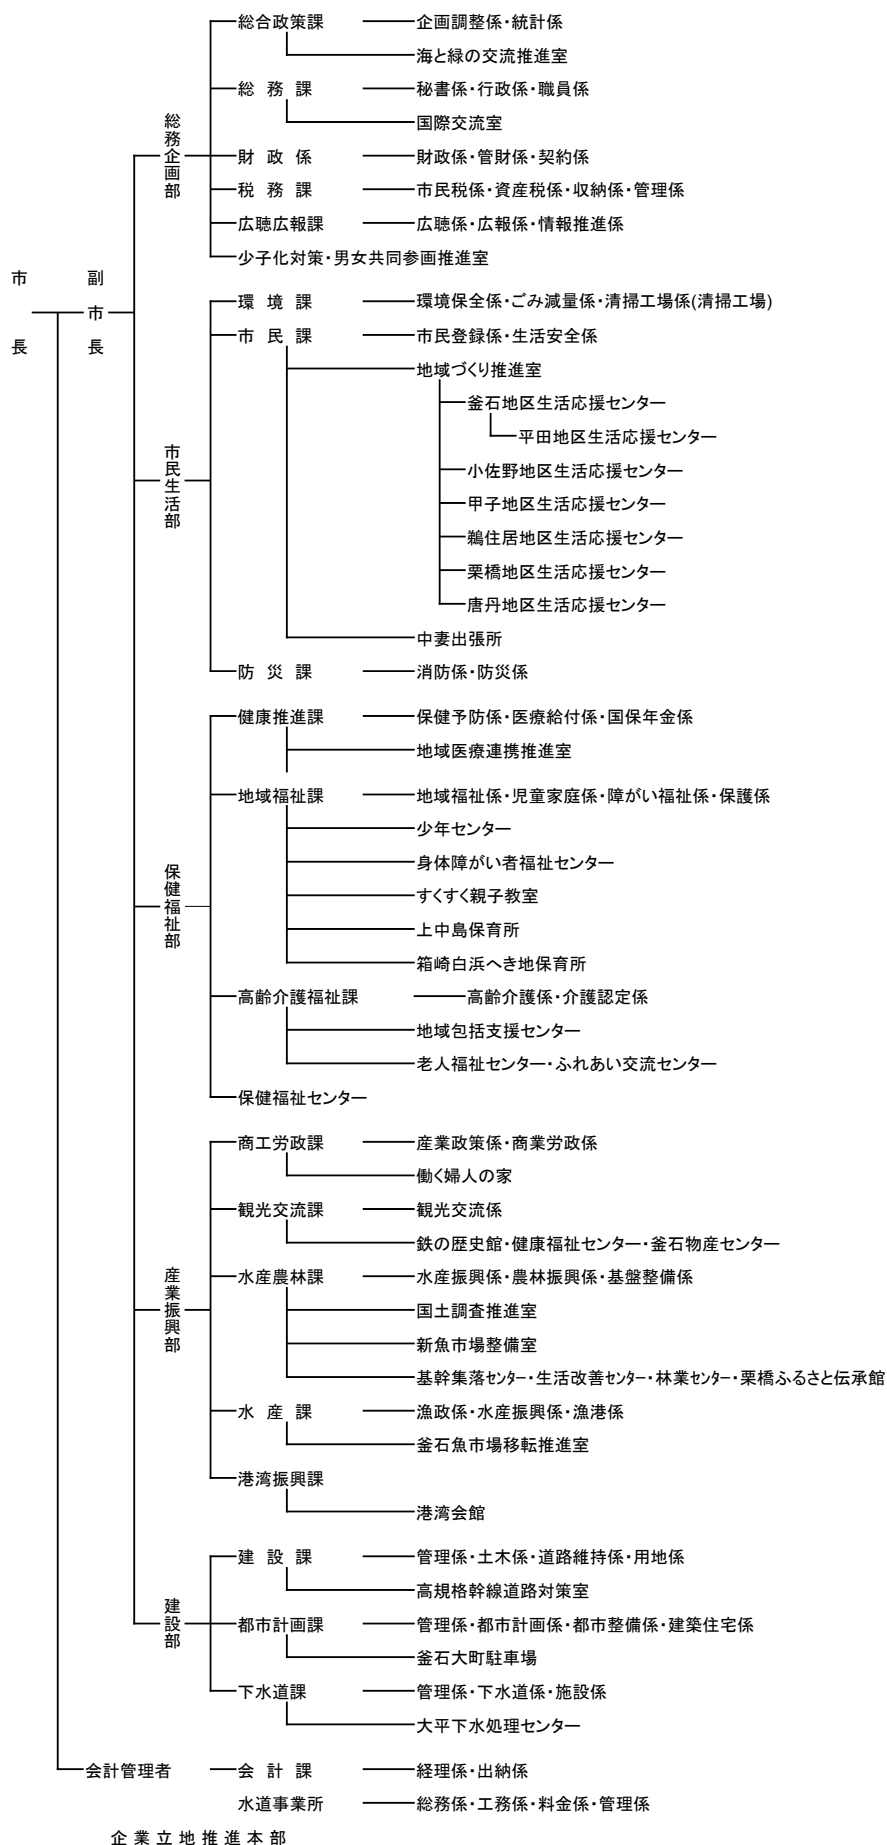 総合政策課 企画調整係・統計係
海と緑の交流推進室
総務課 秘書係・行政係・職員係
国際交流室
総務企画部
財政係 財政係・管財係・契約係
税務課 市民税係・資産税係・収納係・管理係
広聴広報課 広聴係・広報係・情報推進係
少子化対策・男女共同参画推進室
市長
副市長
環境課 環境保全係・ごみ減量係・清掃工場係(清掃工場)
市民課 市民登録係・生活安全係
地域づくり推進室
釜石地区生活応援センター
平田地区生活応援センター
市民生活部
小佐野地区生活応援センター
甲子地区生活応援センター
鵜住居地区生活応援センター
栗橋地区生活応援センター
唐丹地区生活応援センター
中妻出張所
防災課 消防係・防災係
健康推進課 保健予防係・医療給付係・国保年金係
地域医療連携推進室
地域福祉課 地域福祉係・児童家庭係・障がい福祉係・保護係
少年センター
身体障がい者福祉センター
保健福祉部
すくすく親子教室
上中島保育所
箱崎白浜へき地保育所
高齢介護福祉課 高齢介護係・介護認定係
地域包括支援センター
老人福祉センター・ふれあい交流センター
保健福祉センター
商工労政課 産業政策係・商業労政係
働く婦人の家
観光交流課 観光交流係
鉄の歴史館・健康福祉センター・釜石物産センター
産業振興部
水産農林課 水産振興係・農林振興係・基盤整備係
国土調査推進室
新魚市場整備室
基幹集落センター・生活改善センター・林業センター・栗橋ふるさと伝承館
水産課 漁政係・水産振興係・漁港係
釜石魚市場移転推進室
港湾振興課
港湾会館
建設課 管理係・土木係・道路維持係・用地係
高規格幹線道路対策室
建設部
都市計画課 管理係・都市計画係・都市整備係・建築住宅係
釜石大町駐車場
下水道課 管理係・下水道係・施設係
大平下水処理センター
会計管理者 会計課 経理係・出納係
水道事業所 総務係・工務係・料金係・管理係
企業立地推進本部